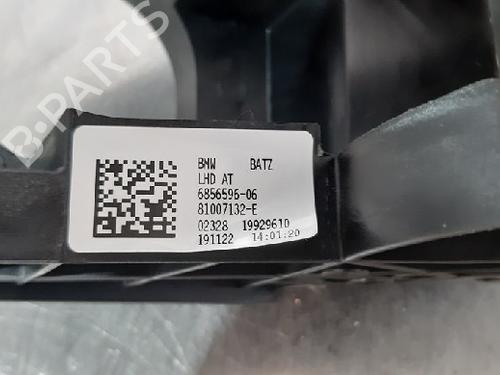 B-PARTS
BMW BATZ
LHD AT
6856596-06
81007132-E
02328 19929610
191122 14:01:20